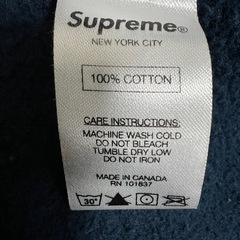 Supreme®
NEW YORK CITY
100% COTTON
CARE INSTRUCTIONS:
MACHINE WASH COLD
DO NOT BLEACH
TUMBLE DRY LOW
DO NOT IRON
MADE IN CANADA
RN 101837
30°